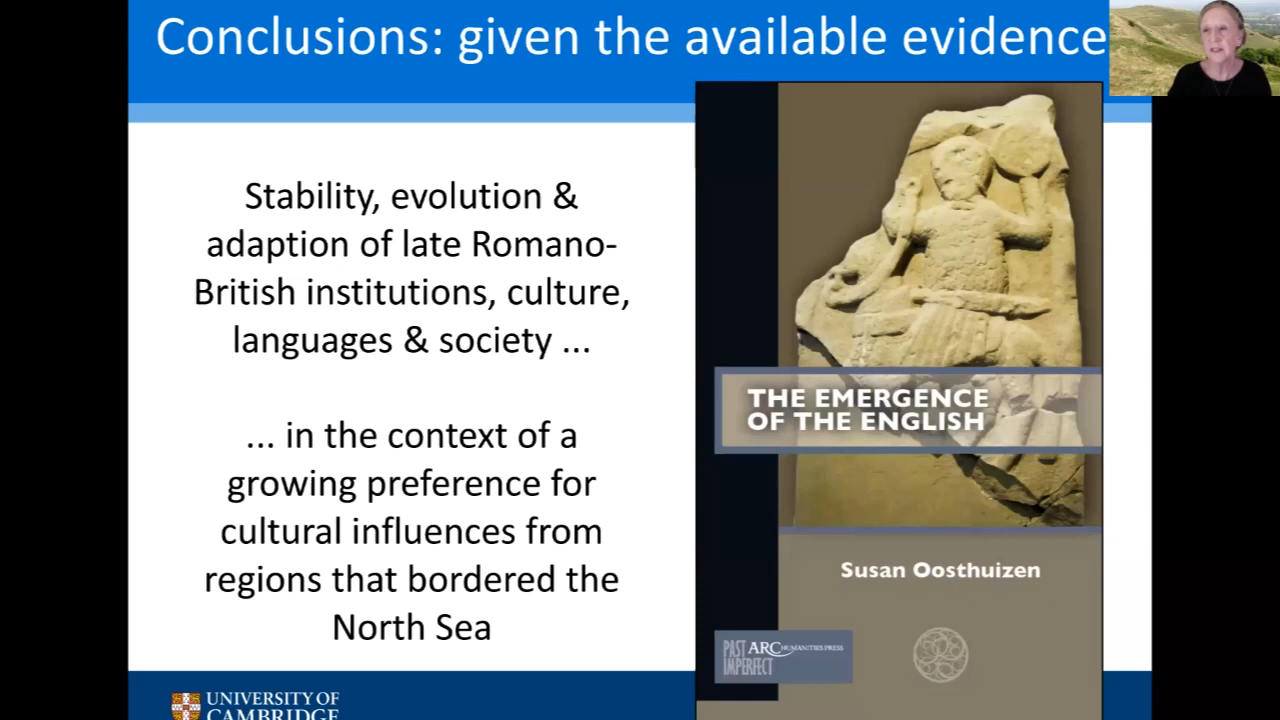 Conclusions: given the available evidence
Stability, evolution &
adaption of late Romano-
British institutions, culture,
languages & society ...
... in the context of a
growing preference for
cultural influences from
regions that bordered the
North Sea
THE EMERGENCE
OF THE ENGLISH
Susan Oosthuizen
PAST
IMPERFECT
ARC HUMANITIES PRESS
UNIVERSITY OF
CAMBRIDGE